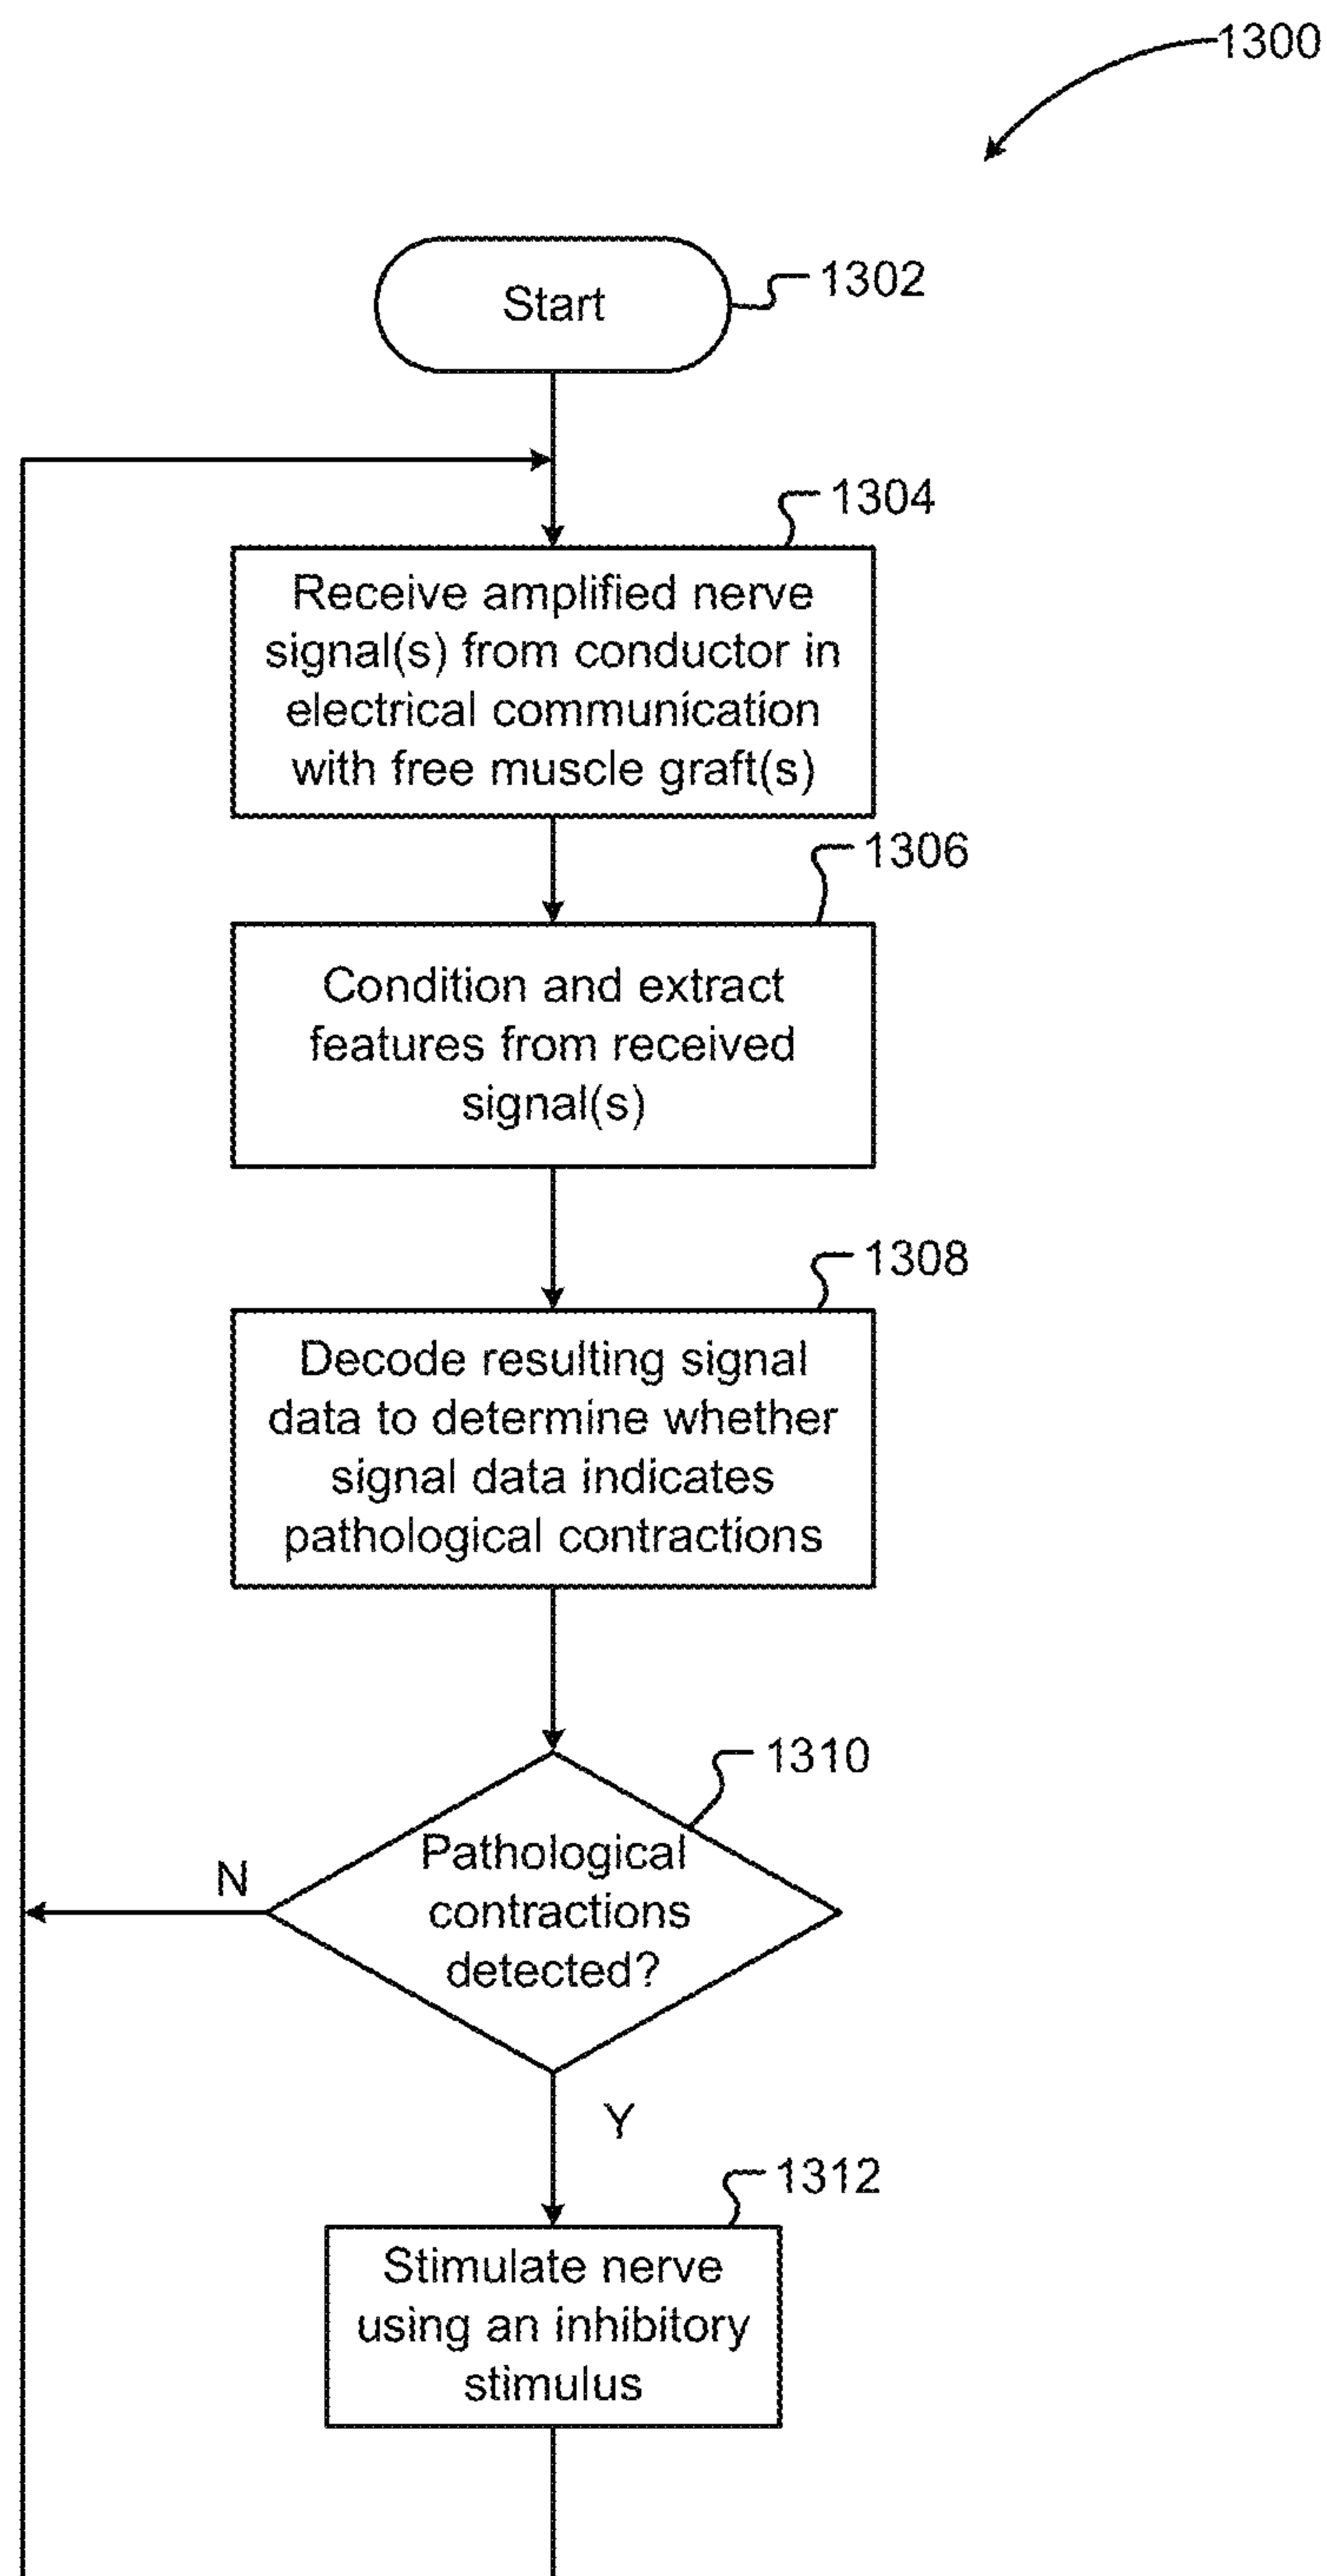 1300
Start
1302
1304
Receive amplified nerve
signal(s) from conductor in
electrical communication
with free muscle graft(s)
1306
Condition and extract
features from received
signal(s)
1308
Decode resulting signal
data to determine whether
signal data indicates
pathological contractions
1310
Pathological
contractions
detected?
N
Y
1312
Stimulate nerve
using an inhibitory
stimulus